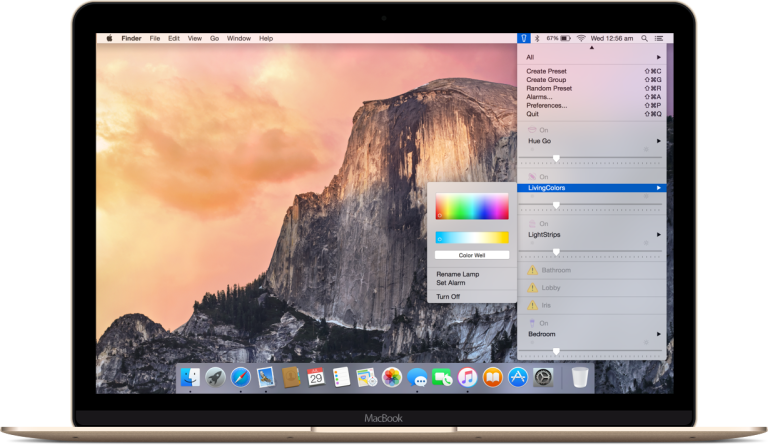 Finder File Edit View Go Window Help 67% Wed 12:56 am
All
Create Preset ⇧⌘C
Create Group ⇧⌘G
Random Preset ⇧⌘R
Alarms... ⇧⌘A
Preferences... ⇧⌘P
Quit ⇧⌘Q
On
Hue Go
On
LivingColors
On
LightStrips
Bathroom
Lobby
Iris
On
Bedroom
Color Well
Rename Lamp
Set Alarm
Turn Off
29
MacBook